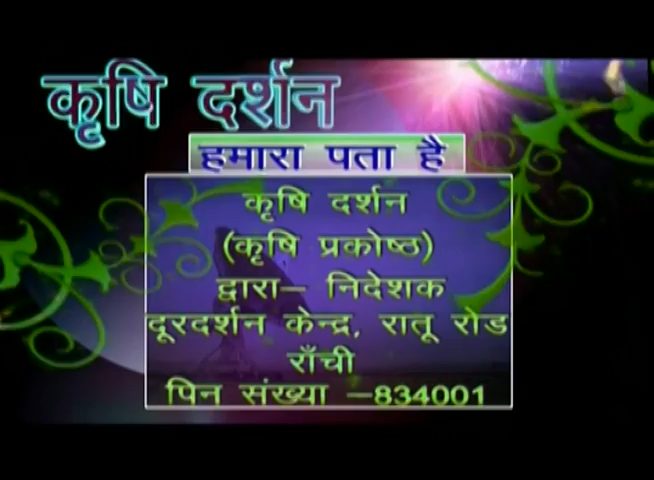 कृषि दर्शन
हमारा पता है
कृषि दर्शन
(कृषि प्रकोष्ठ)
द्वारा– निदेशक
दूरदर्शन केन्द्र, रातू रोड
राँची
पिन संख्या –834001